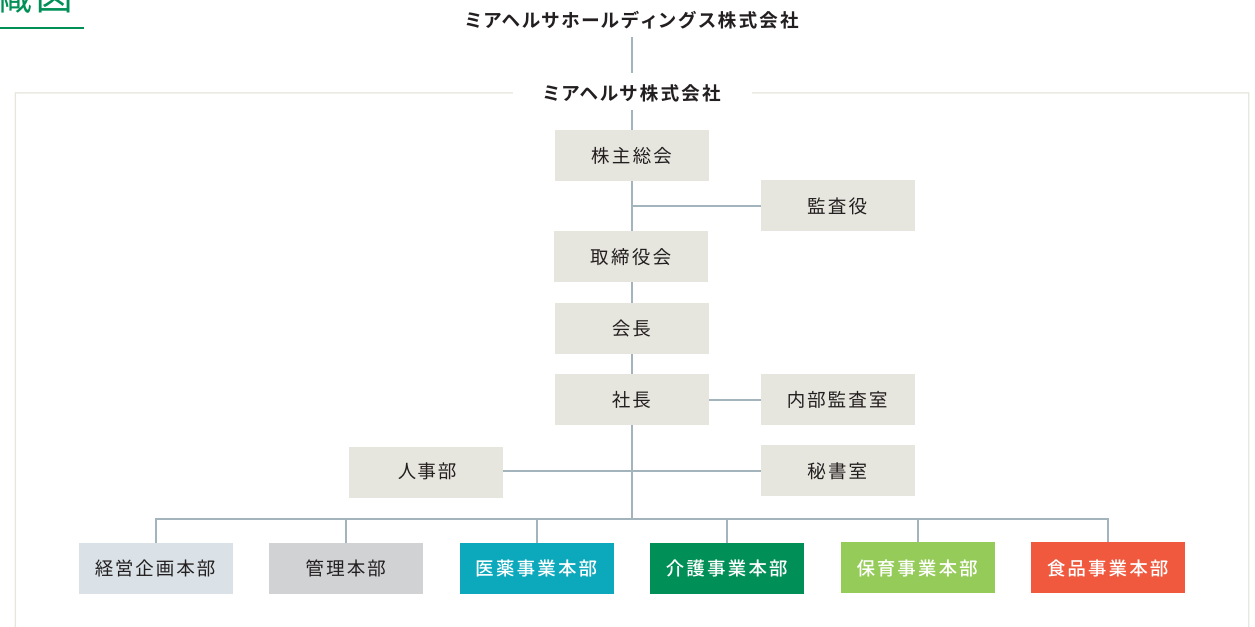 ミアヘルサホールディングス株式会社
ミアヘルサ株式会社
株主総会
監査役
取締役会
会長
社長
内部監査室
人事部
秘書室
経営企画本部
管理本部
医薬事業本部
介護事業本部
保育事業本部
食品事業本部